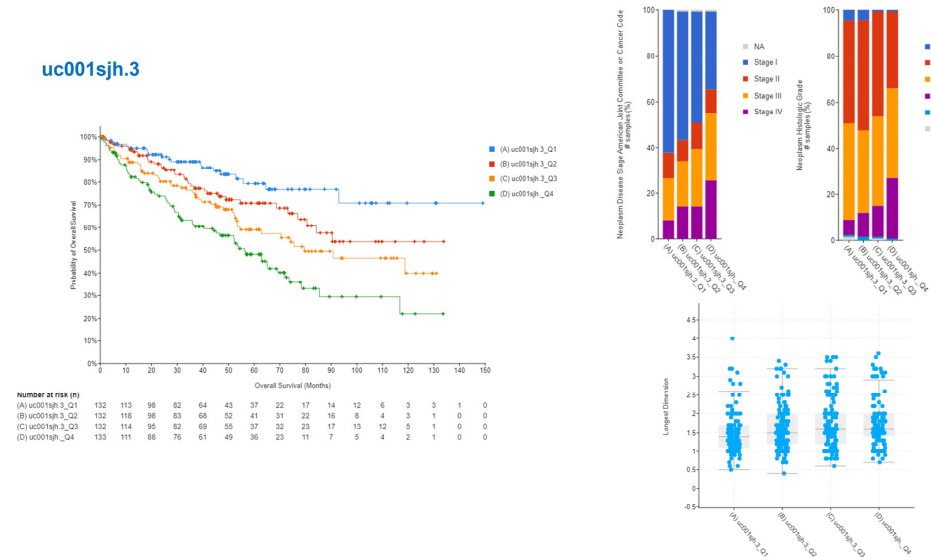 uc001sjh.3
100%
90%
80%
70%
60%
50%
40%
30%
20%
10%
0%
Probability of Overall Survival
0 10 20 30 40 50 60 70 80 90 100 110 120 130 140 150
Overall Survival (Months)
(A) uc001sjh.3_Q1
(B) uc001sjh.3_Q2
(C) uc001sjh.3_Q3
(D) uc001sjh._Q4
Number at risk (n)
(A) uc001sjh.3_Q1 132 113 98 82 64 43 37 22 17 14 12 6 3 3 1 0
(B) uc001sjh.3_Q2 132 118 98 83 68 52 41 31 22 16 8 4 3 1 0 0
(C) uc001sjh.3_Q3 132 114 95 82 69 55 37 32 23 17 13 12 5 1 0 0
(D) uc001sjh._Q4 133 111 88 76 61 49 36 23 11 7 5 4 2 1 0 0
Neoplasm Disease Stage American Joint Committee or Cancer Code
# samples (%)
100
80
60
40
20
0
(A) uc001sjh.3_Q1
(B) uc001sjh.3_Q2
(C) uc001sjh.3_Q3
(D) uc001sjh._Q4
NA
Stage I
Stage II
Stage III
Stage IV
Neoplasm Histologic Grade
# samples (%)
100
80
60
40
20
0
(A) uc001sjh.3_Q1
(B) uc001sjh.3_Q2
(C) uc001sjh.3_Q3
(D) uc001sjh._Q4
Longest Dimension
4.5
4
3.5
3
2.5
2
1.5
1
0.5
0
-0.5
(A) uc001sjh.3_Q1
(B) uc001sjh.3_Q2
(C) uc001sjh.3_Q3
(D) uc001sjh._Q4